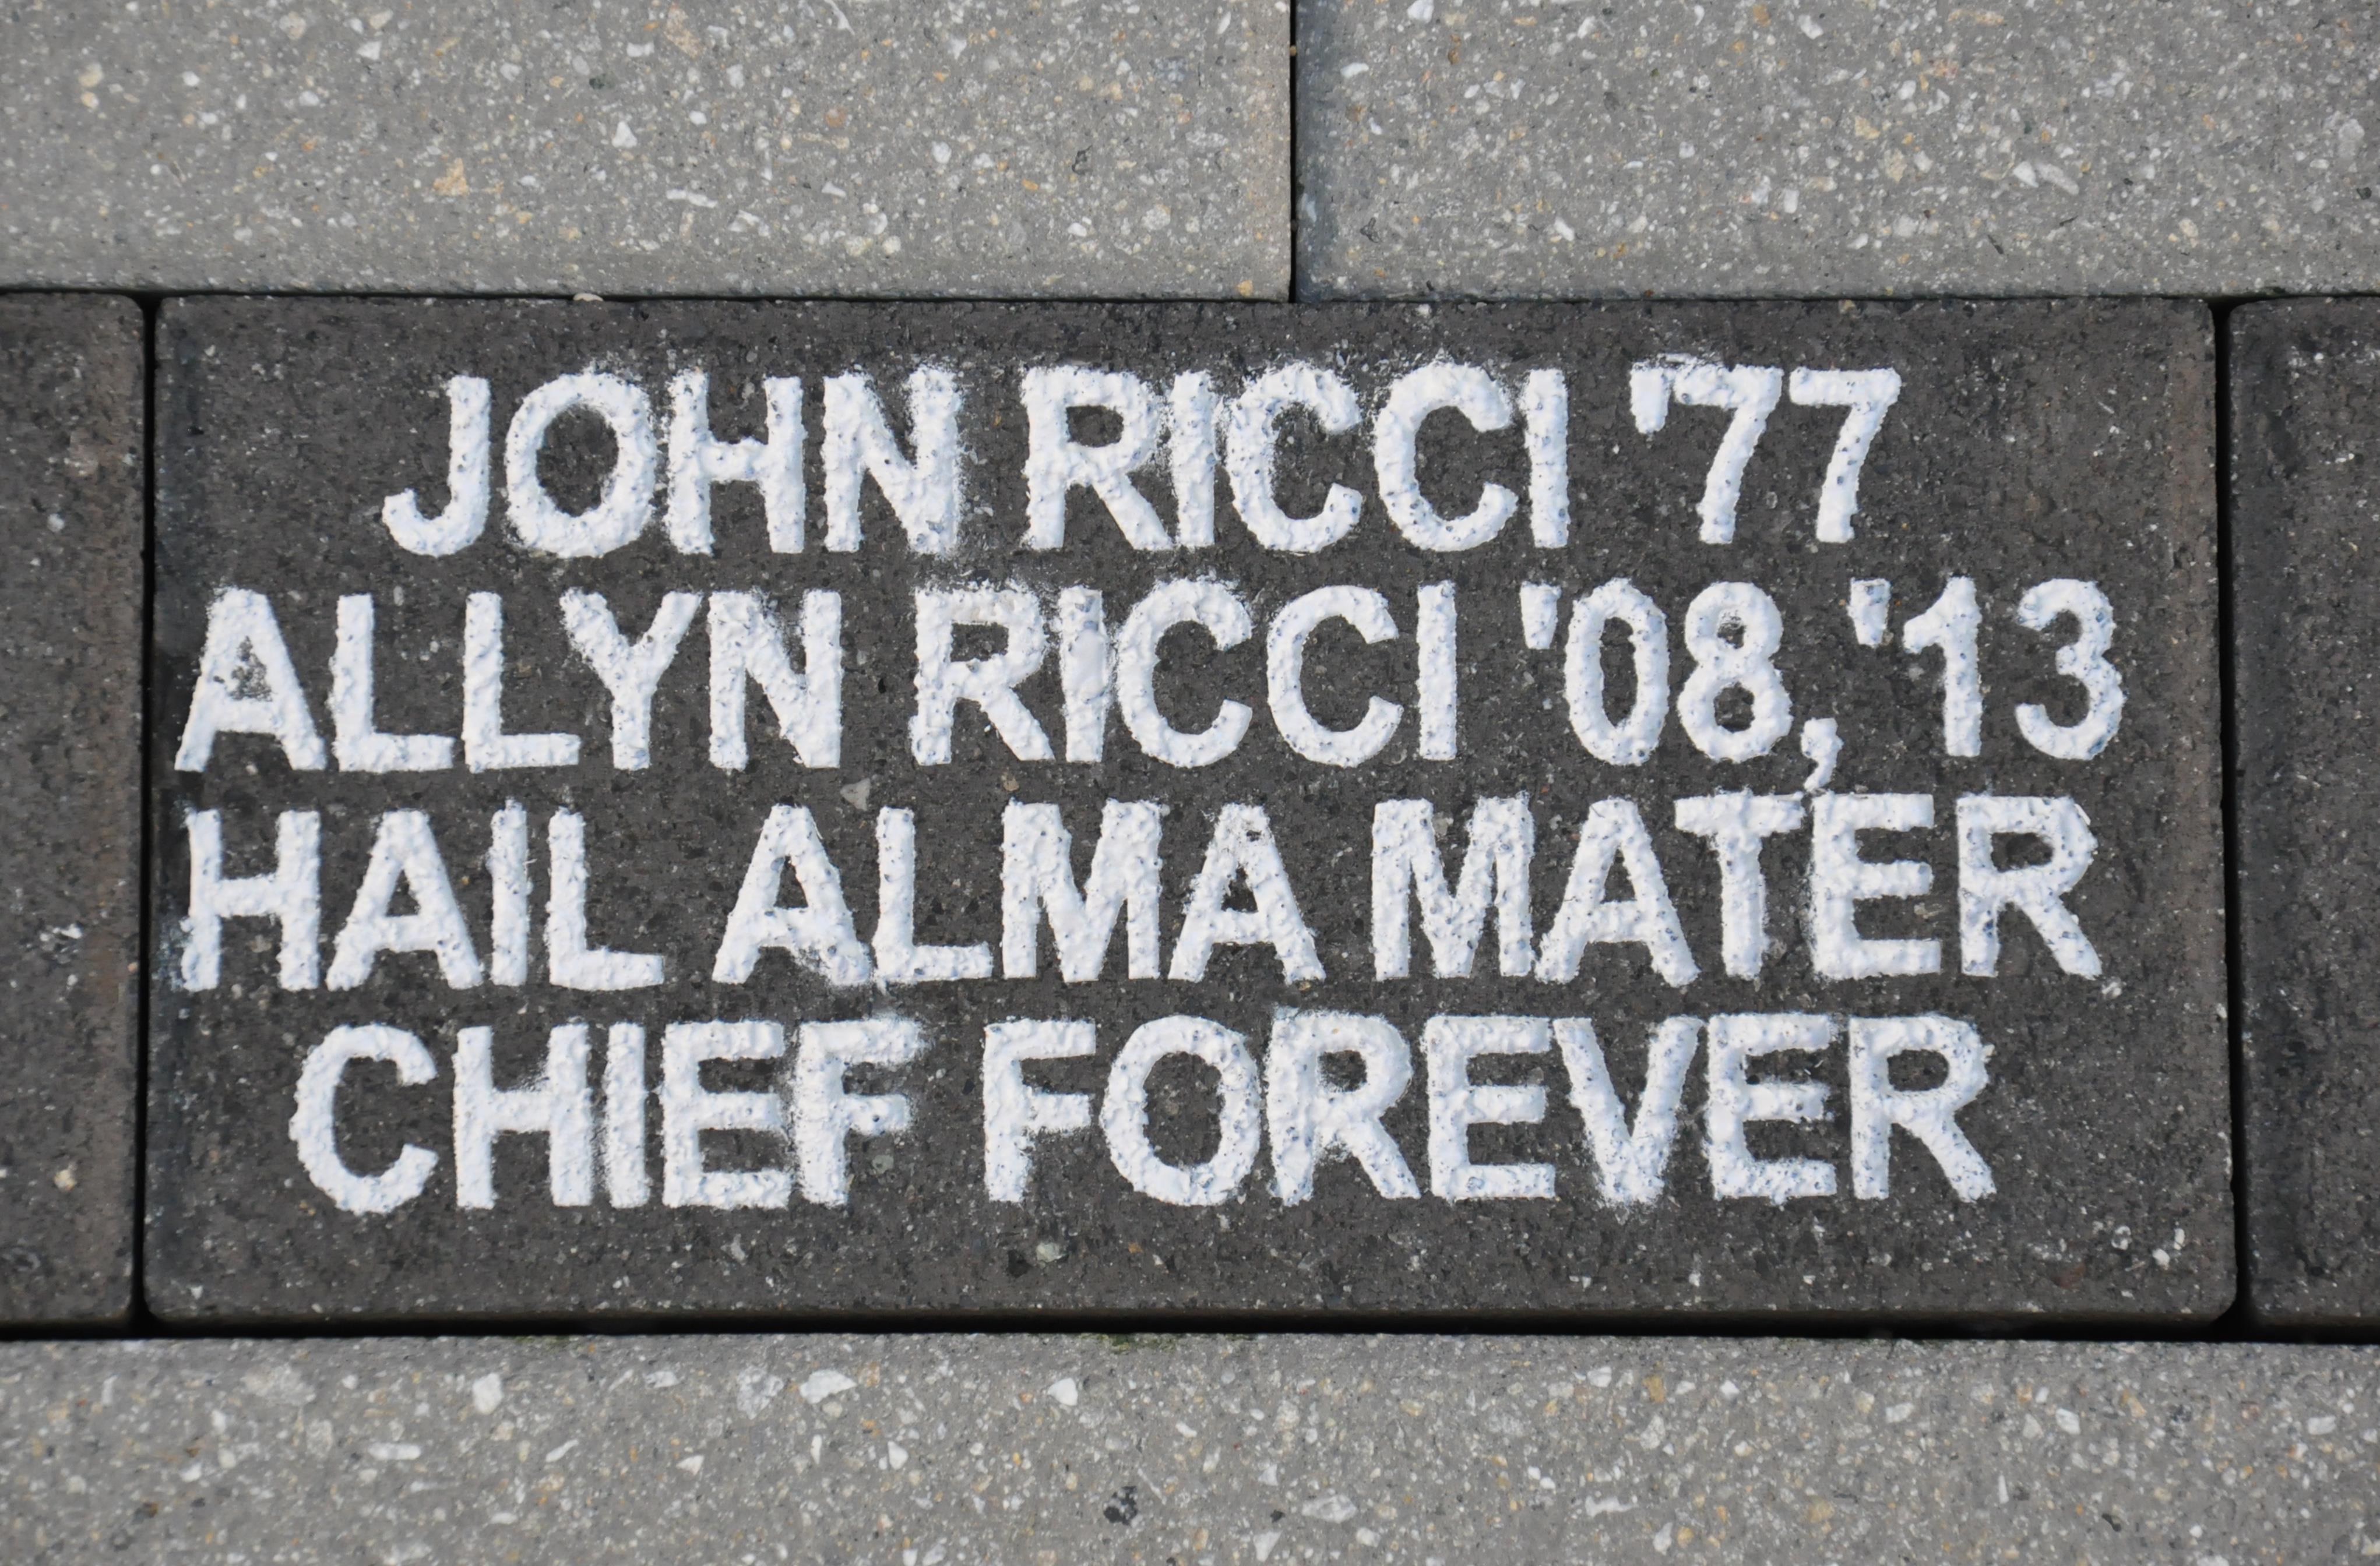 JOHN RICCI '77
ALLYN RICCI '08,'13
HAIL ALMA MATER
CHIEF FOREVER